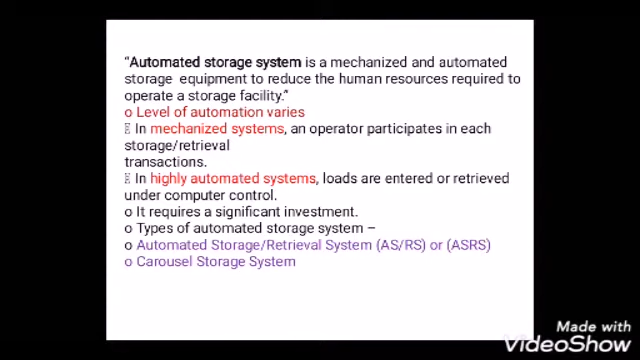 “Automated storage system is a mechanized and automated
storage equipment to reduce the human resources required to
operate a storage facility.”
o Level of automation varies
 In mechanized systems, an operator participates in each
storage/retrieval
transactions.
 In highly automated systems, loads are entered or retrieved
under computer control.
o It requires a significant investment.
o Types of automated storage system –
o Automated Storage/Retrieval System (AS/RS) or (ASRS)
o Carousel Storage System
Made with
VideoShow